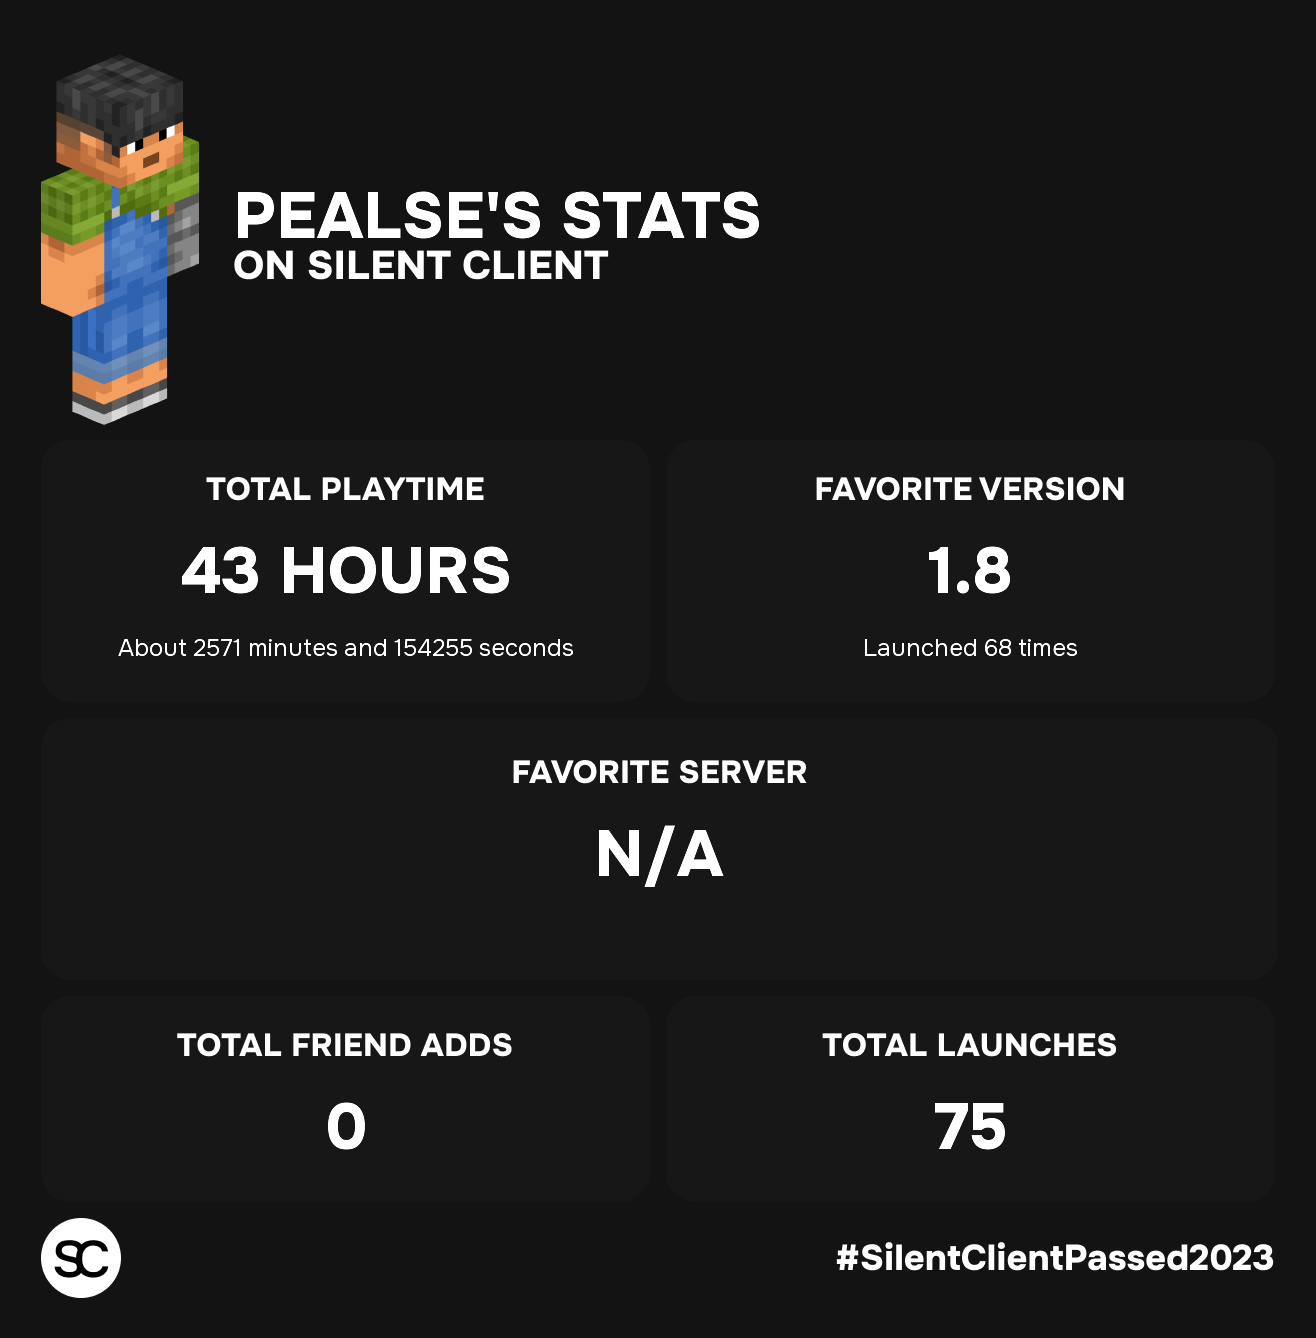 PEALSE'S STATS
ON SILENT CLIENT
TOTAL PLAYTIME
43 HOURS
About 2571 minutes and 154255 seconds
FAVORITE VERSION
1.8
Launched 68 times
FAVORITE SERVER
N/A
TOTAL FRIEND ADDS
0
TOTAL LAUNCHES
75
SC
#SilentClientPassed2023